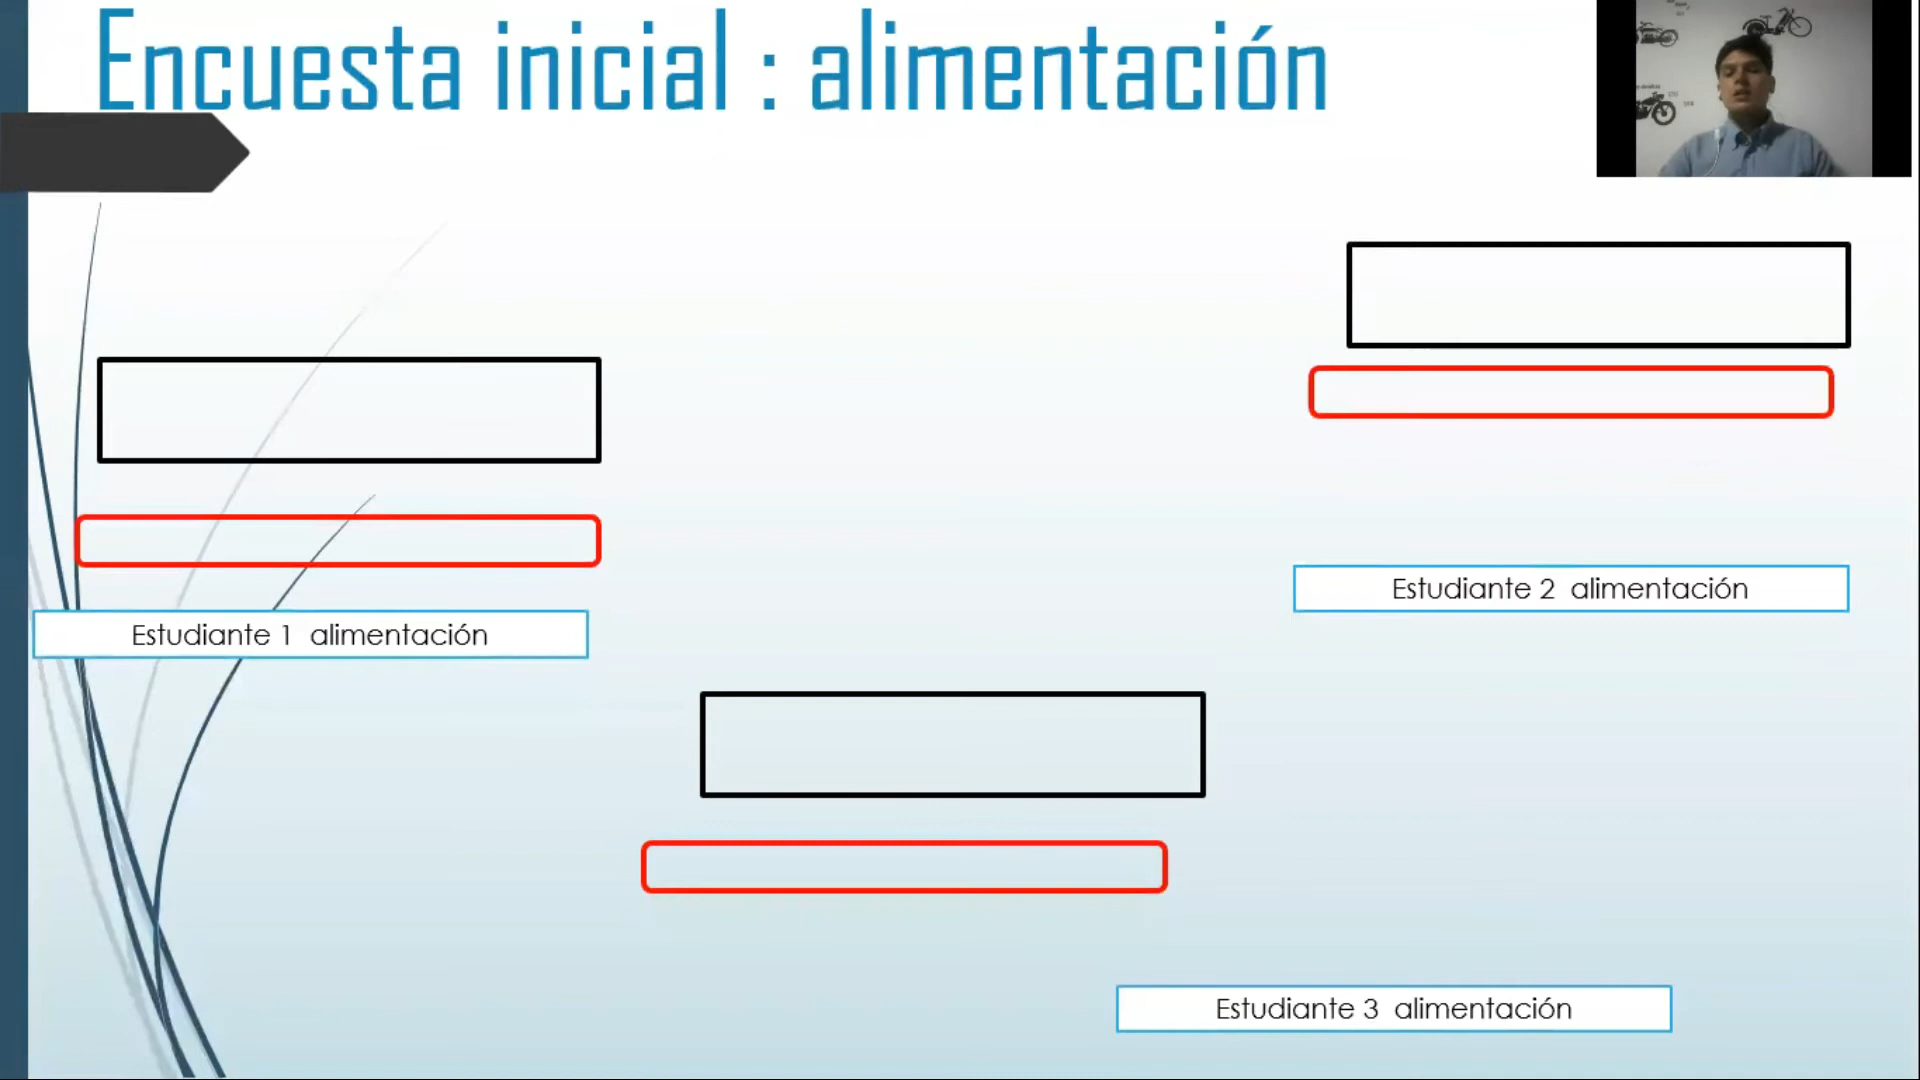 Encuesta inicial : alimentación
Estudiante 2 alimentación
Estudiante 1 alimentación
Estudiante 3 alimentación